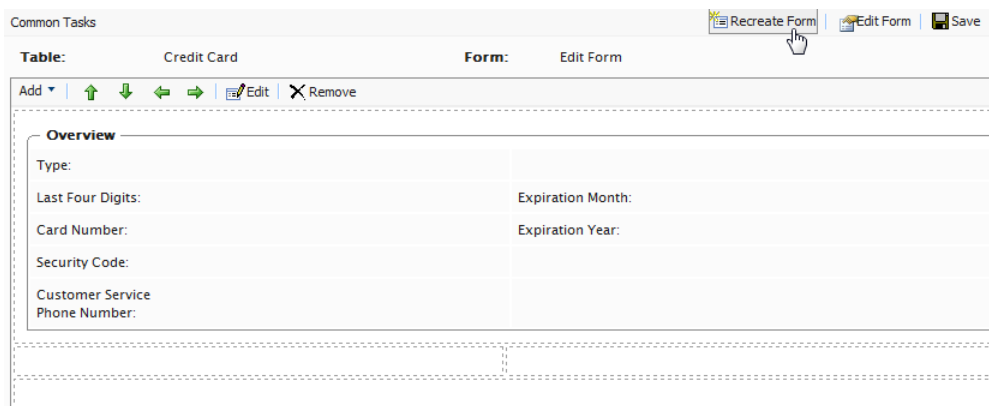 Common Tasks Recreate Form Edit Form Save
Table: Credit Card Form: Edit Form
Add Edit Remove
Overview
Type:
Last Four Digits: Expiration Month:
Card Number: Expiration Year:
Security Code:
Customer Service
Phone Number: